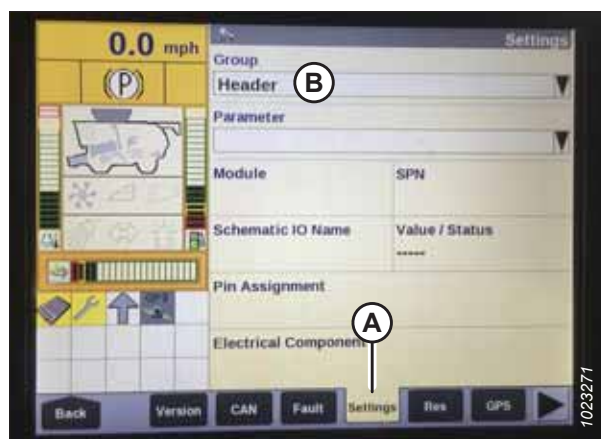 0.0 mph
(P)
Settings
Group
Header
B
Parameter
Module
SPN
Schematic IO Name
Value / Status
-----
Pin Assignment
A
Electrical Component
Back
Version
CAN
Fault
Settings
Res
GPS
1023271